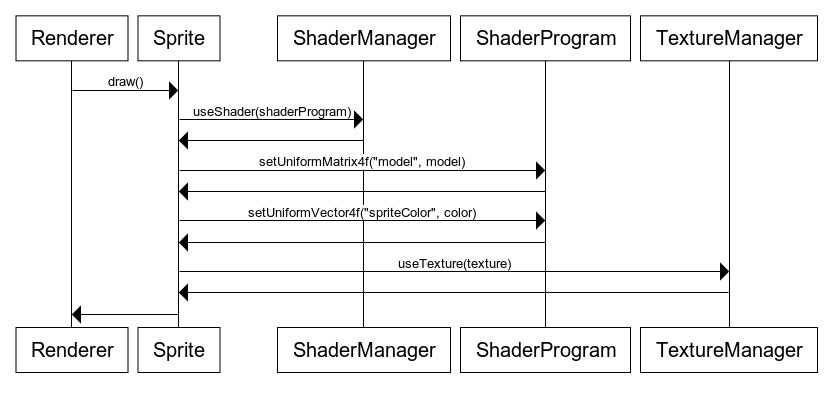 Renderer Sprite ShaderManager ShaderProgram TextureManager
draw()
useShader(shaderProgram)
setUniformMatrix4f("model", model)
setUniformVector4f("spriteColor", color)
useTexture(texture)
Renderer Sprite ShaderManager ShaderProgram TextureManager